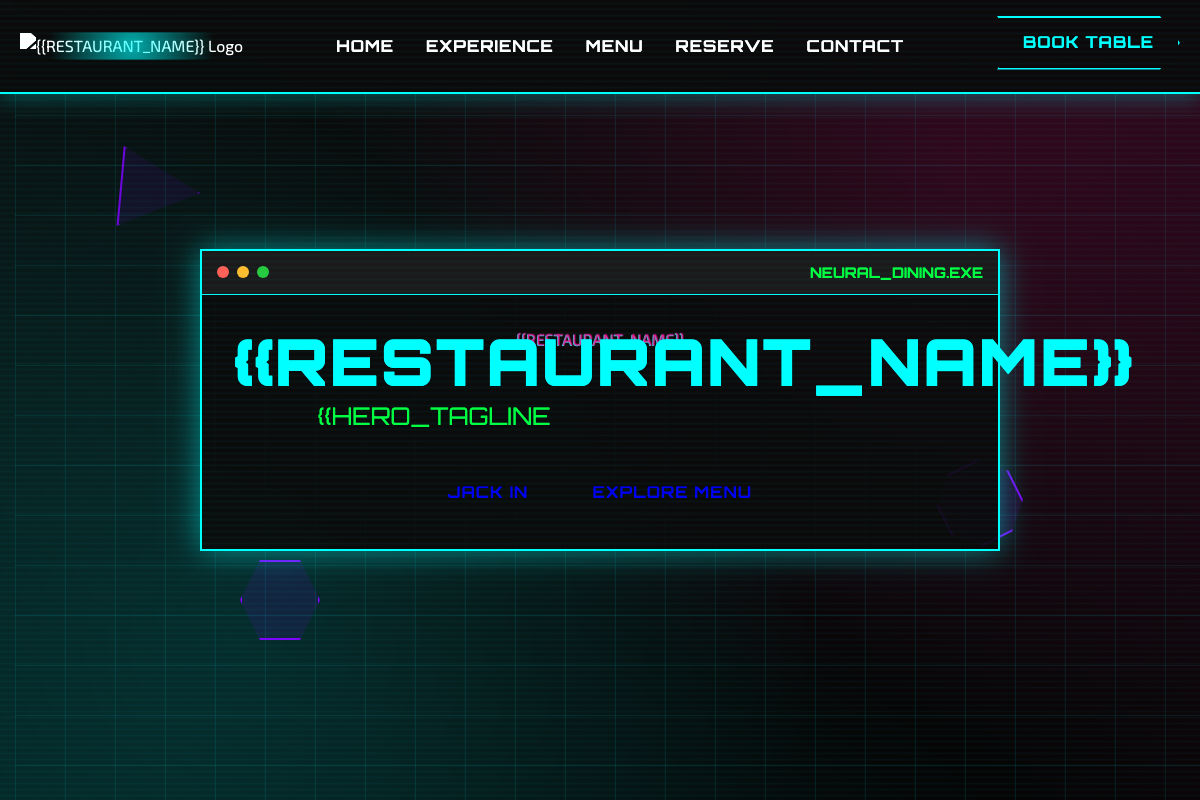 {{RESTAURANT_NAME}} Logo
HOME
EXPERIENCE
MENU
RESERVE
CONTACT
BOOK TABLE
NEURAL_DINING.EXE
{{RESTAURANT_NAME}}
{{RESTAURANT_NAME}}
{{HERO_TAGLINE
JACK IN
EXPLORE MENU